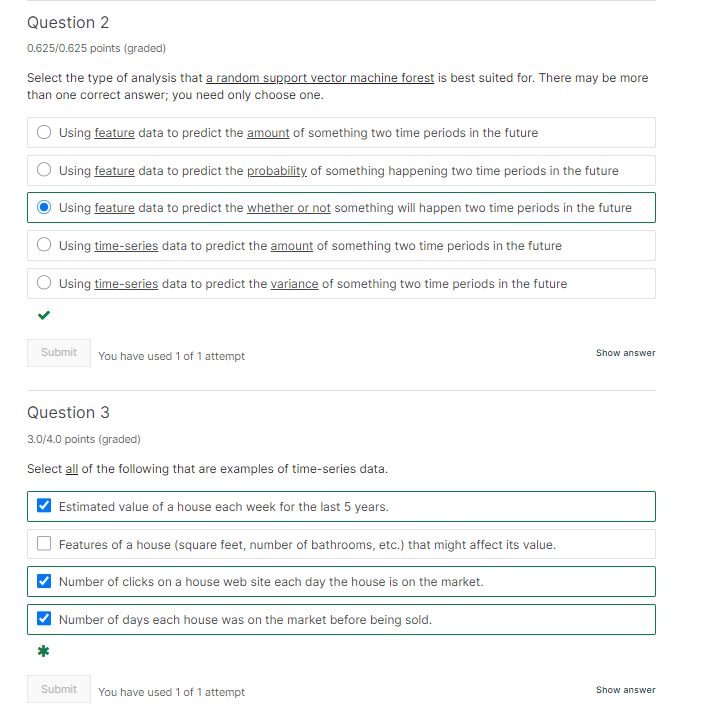 Question 2
0.625/0.625 points (graded)
Select the type of analysis that a random support vector machine forest is best suited for. There may be more
than one correct answer; you need only choose one.
Using feature data to predict the amount of something two time periods in the future
Using feature data to predict the probability of something happening two time periods in the future
Using feature data to predict the whether or not something will happen two time periods in the future
Using time-series data to predict the amount of something two time periods in the future
Using time-series data to predict the variance of something two time periods in the future
Submit You have used 1 of 1 attempt Show answer
Question 3
3.0/4.0 points (graded)
Select all of the following that are examples of time-series data.
Estimated value of a house each week for the last 5 years.
Features of a house (square feet, number of bathrooms, etc.) that might affect its value.
Number of clicks on a house web site each day the house is on the market.
Number of days each house was on the market before being sold.
Submit You have used 1 of 1 attempt Show answer